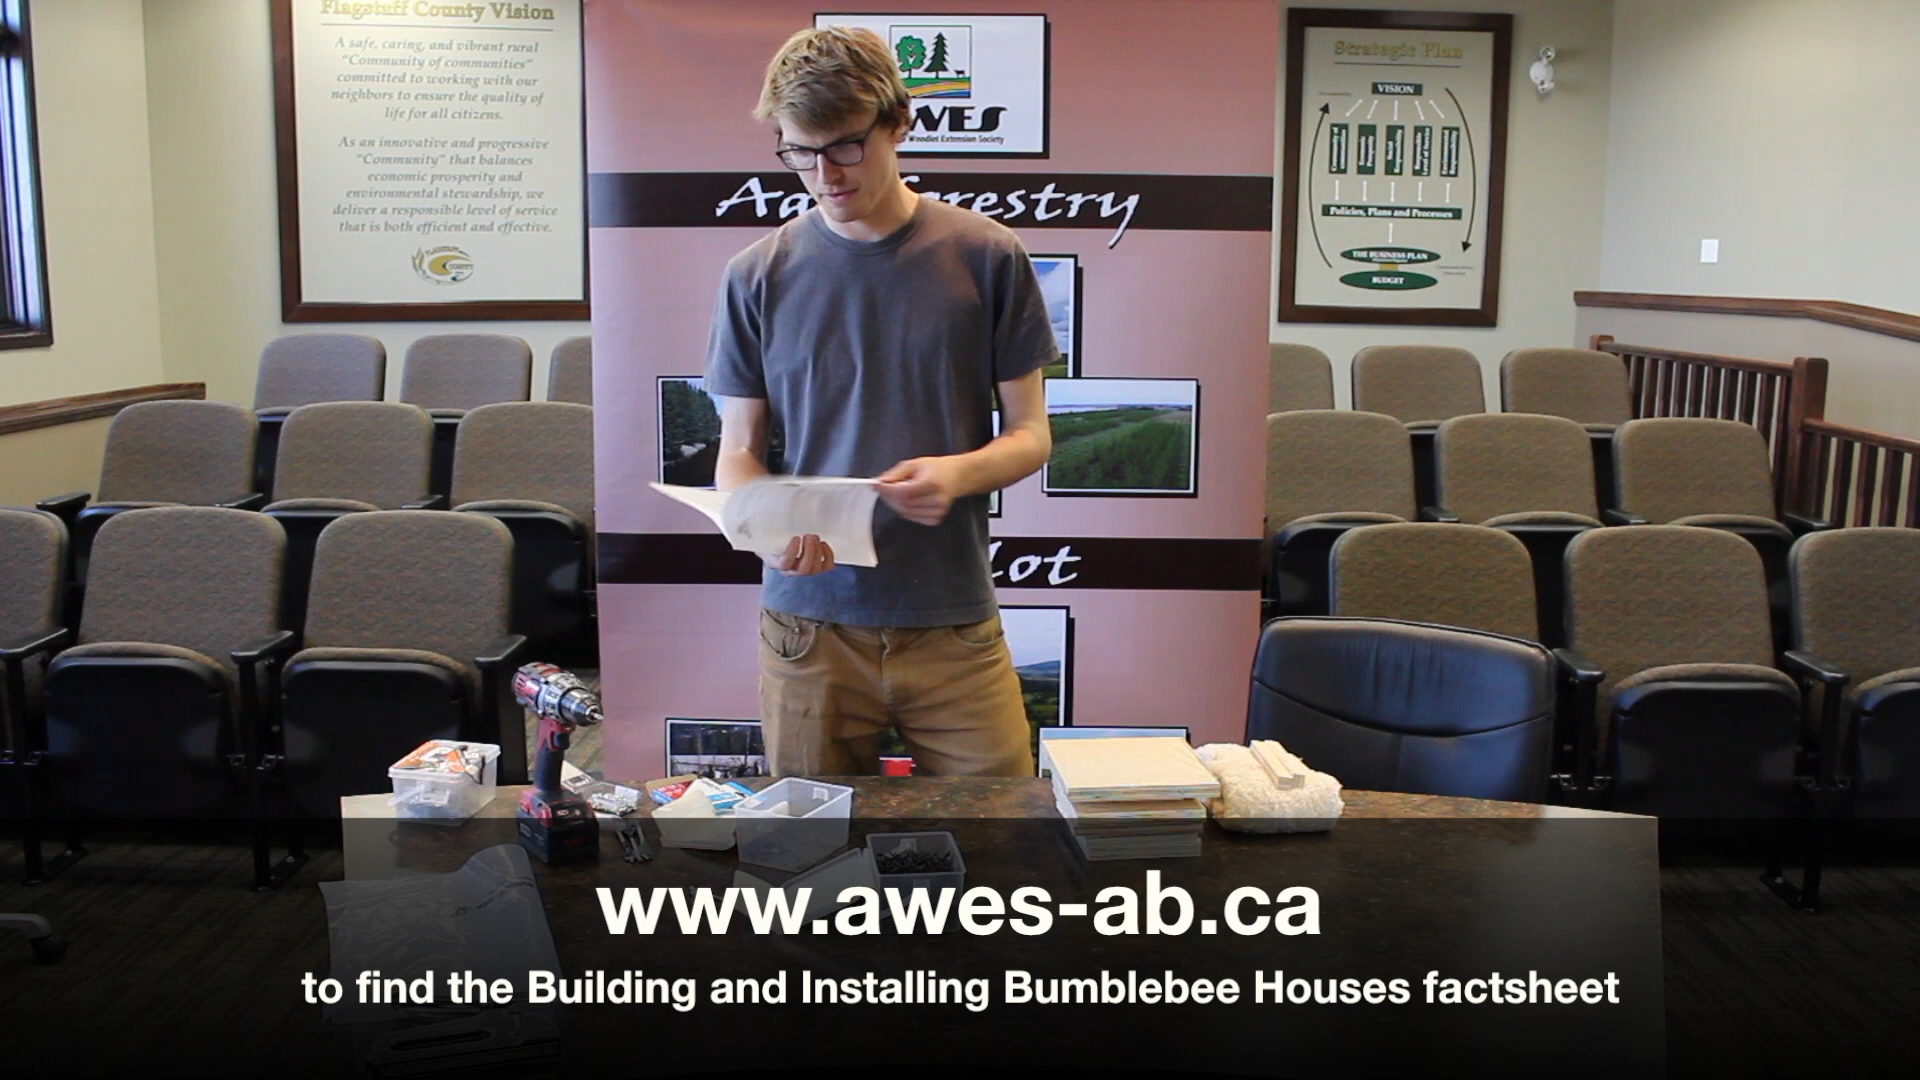 Flagstaff County Vision
A safe, caring, and vibrant rural
"Community of communities"
committed to working with our
neighbors to ensure the quality of
life for all citizens.
As an innovative and progressive
"Community" that balances
economic prosperity and
environmental stewardship, we
deliver a responsible level of service
that is both efficient and effective.
WES
Woodlot Extension Society
Ag forestry
lot
Strategic Plan
VISION
Policies, Plans and Processes
THE BUSINESS PLAN
BUDGET
www.awes-ab.ca
to find the Building and Installing Bumblebee Houses factsheet